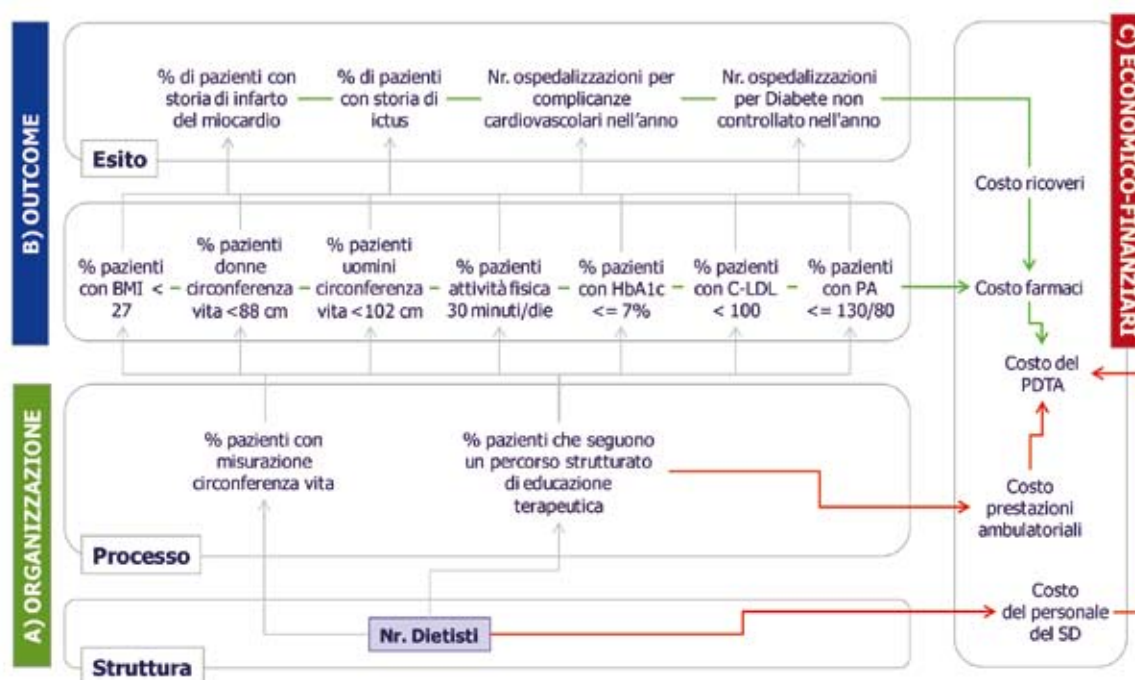 B) OUTCOME
% di pazienti con
storia di infarto
del miocardio
% di pazienti
con storia di
ictus
Nr. ospedalizzazioni per
complicanze
cardiovascolari nell'anno
Nr. ospedalizzazioni
per Diabete non
controllato nell'anno
Esito
% pazienti
con BMI <
27
% pazienti
donne
circonferenza
vita <88 cm
% pazienti
uomini
circonferenza
vita <102 cm
% pazienti
attività fisica
30 minuti/die
% pazienti
con HbA1c
<= 7%
% pazienti
con C-LDL
< 100
% pazienti
con PA
<= 130/80
A) ORGANIZZAZIONE
% pazienti con
misurazione
circonferenza vita
% pazienti che seguono
un percorso strutturato
di educazione
terapeutica
Processo
Nr. Dietisti
Struttura
C) ECONOMICO-FINANZIARI
Costo ricoveri
Costo farmaci
Costo del
PDTA
Costo
prestazioni
ambulatoriali
Costo
del personale
del SD